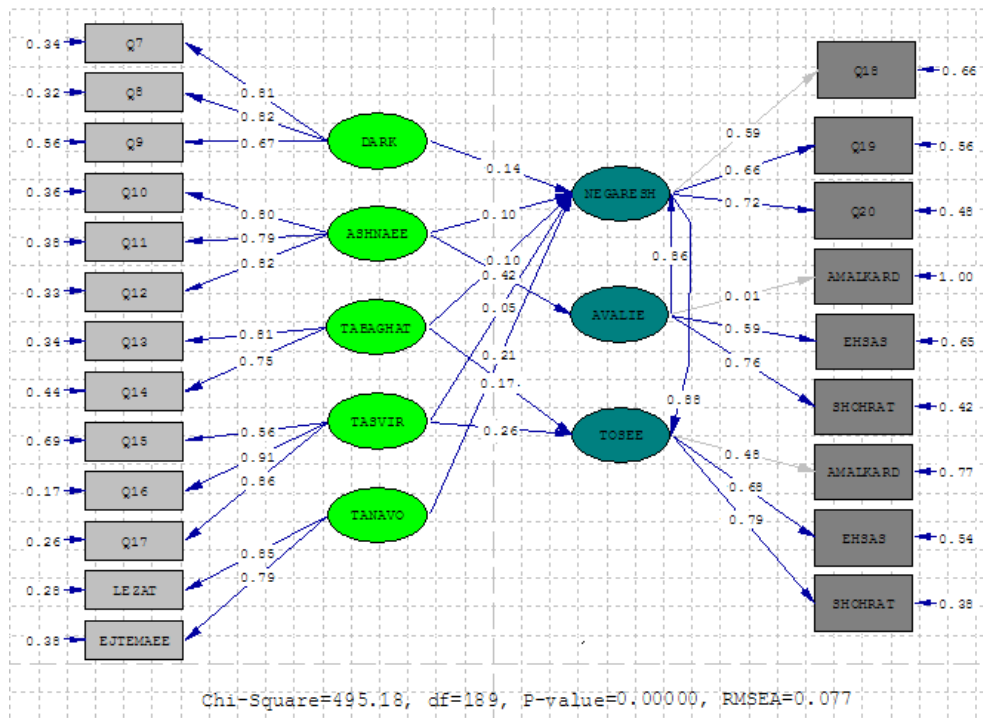 0.34 Q7
0.32 Q8
0.56 Q9
0.36 Q10
0.38 Q11
0.33 Q12
0.34 Q13
0.44 Q14
0.69 Q15
0.17 Q16
0.26 Q17
0.28 LEZAT
0.38 EJTEMAEE
0.81
0.82
0.67
0.80
0.79
0.82
0.81
0.75
0.56
0.91
0.86
0.85
0.79
DARK
ASHNAEE
TABAGHAT
TASVIR
TANAVO
0.14
0.10
0.10
0.42
0.05
0.21
0.17
0.26
NEGARESH
AVALIE
TOSEE
0.86
0.88
0.59
0.66
0.72
0.01
0.59
0.76
0.48
0.68
0.79
Q18 0.66
Q19 0.56
Q20 0.48
AMALKARD 1.00
EHSAS 0.65
SHOHRAT 0.42
AMALKARD 0.77
EHSAS 0.54
SHOHRAT 0.38
Chi-Square=495.18, df=189, P-value=0.00000, RMSEA=0.077